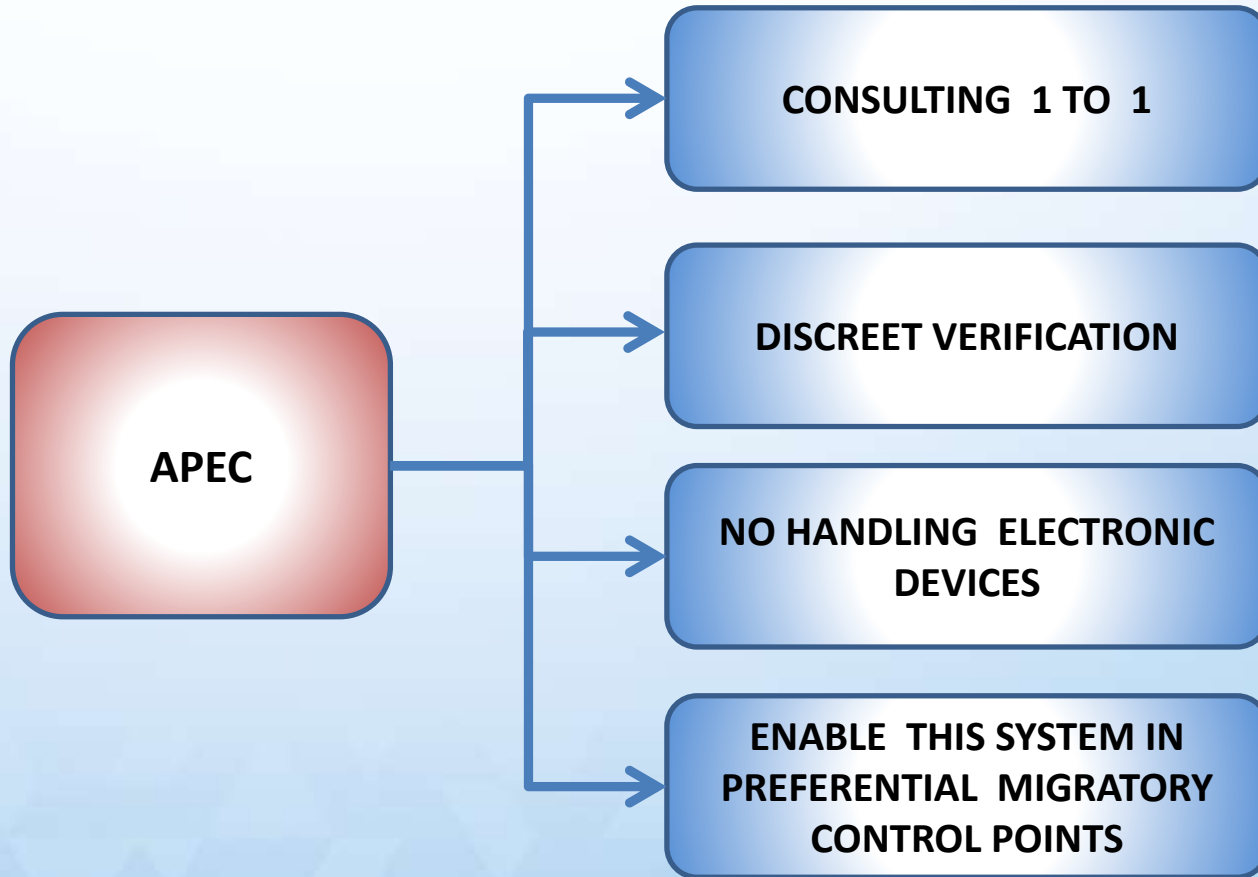 CONSULTING 1 TO 1
DISCREET VERIFICATION
APEC
NO HANDLING ELECTRONIC
DEVICES
ENABLE THIS SYSTEM IN
PREFERENTIAL MIGRATORY
CONTROL POINTS